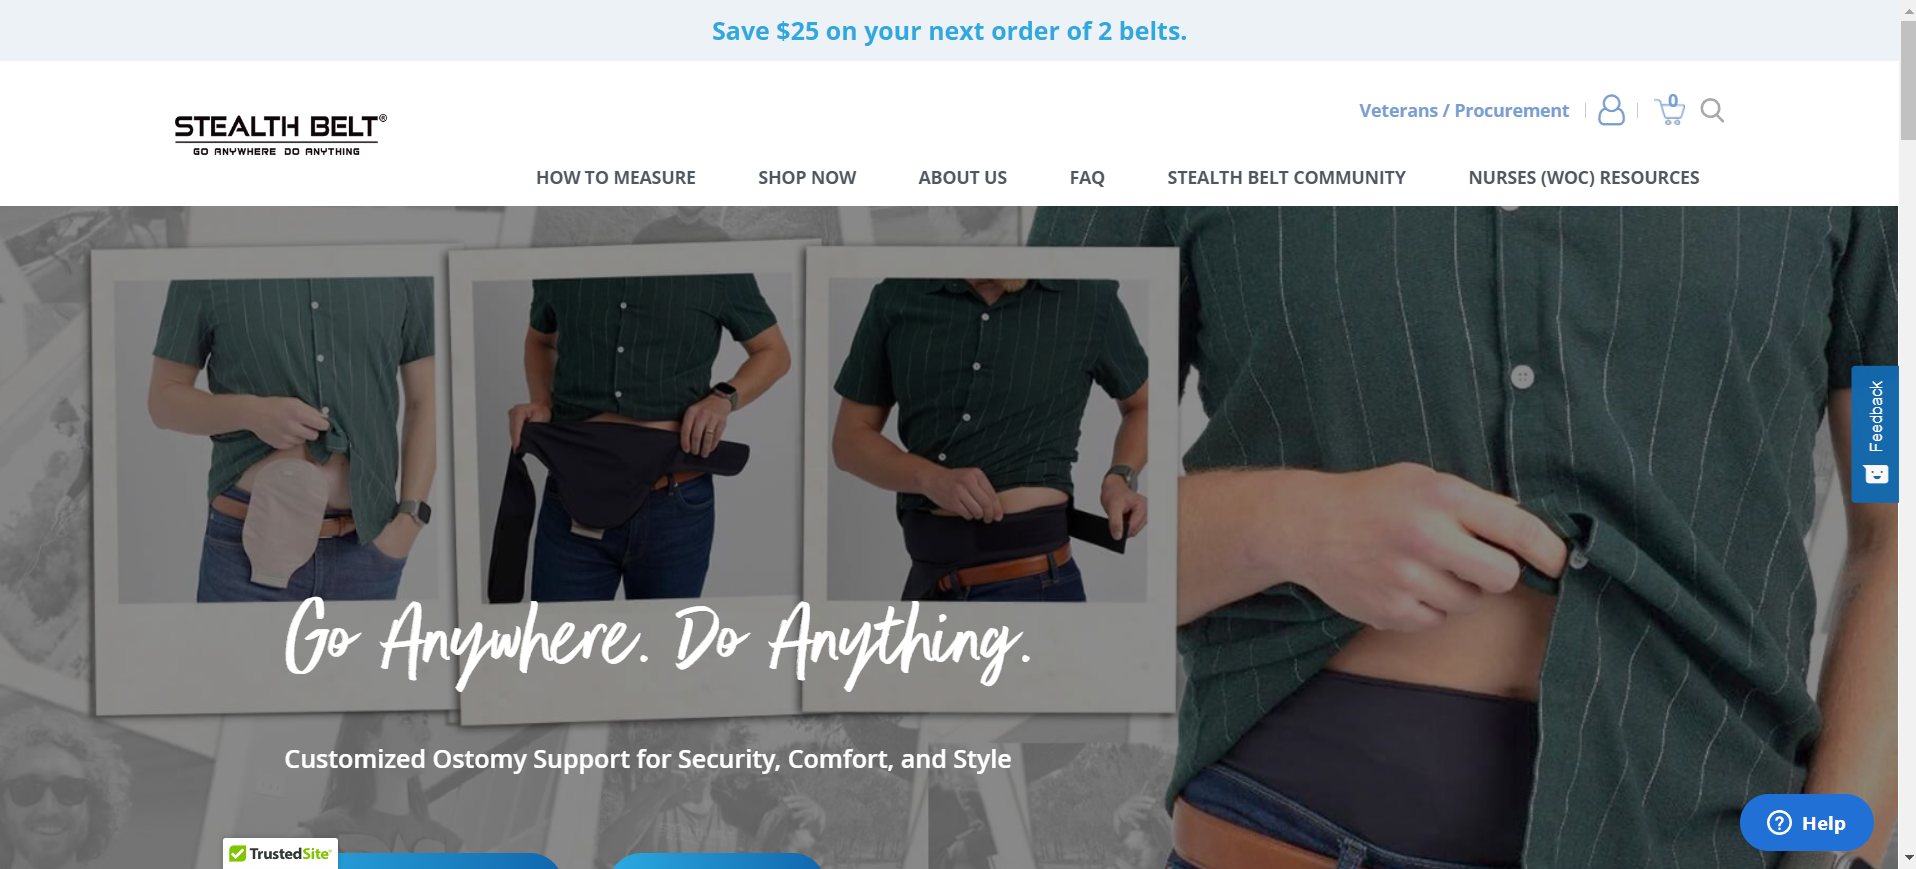 Save $25 on your next order of 2 belts.
STEALTH BELT®
GO ANYWHERE DO ANYTHING
Veterans / Procurement
0
HOW TO MEASURE
SHOP NOW
ABOUT US
FAQ
STEALTH BELT COMMUNITY
NURSES (WOC) RESOURCES
Feedback
Go Anywhere. Do Anything.
Customized Ostomy Support for Security, Comfort, and Style
Help
TrustedSite